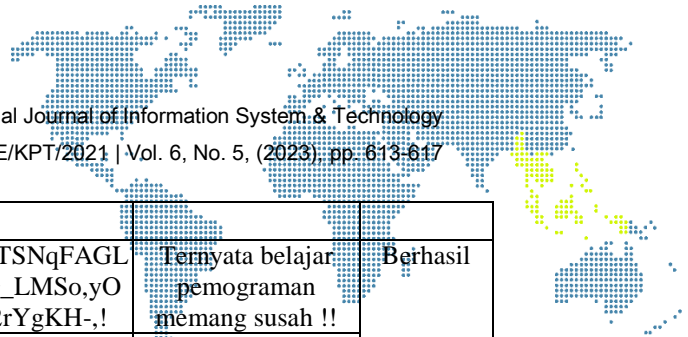 al Journal of Information System & Technology
E/KPT/2021 | Vol. 6, No. 5, (2023), pp. 613-617
TSNqFAGL Ternyata belajar Berhasil
_LMSo,yO pemograman
rYgKH-,! memang susah !!